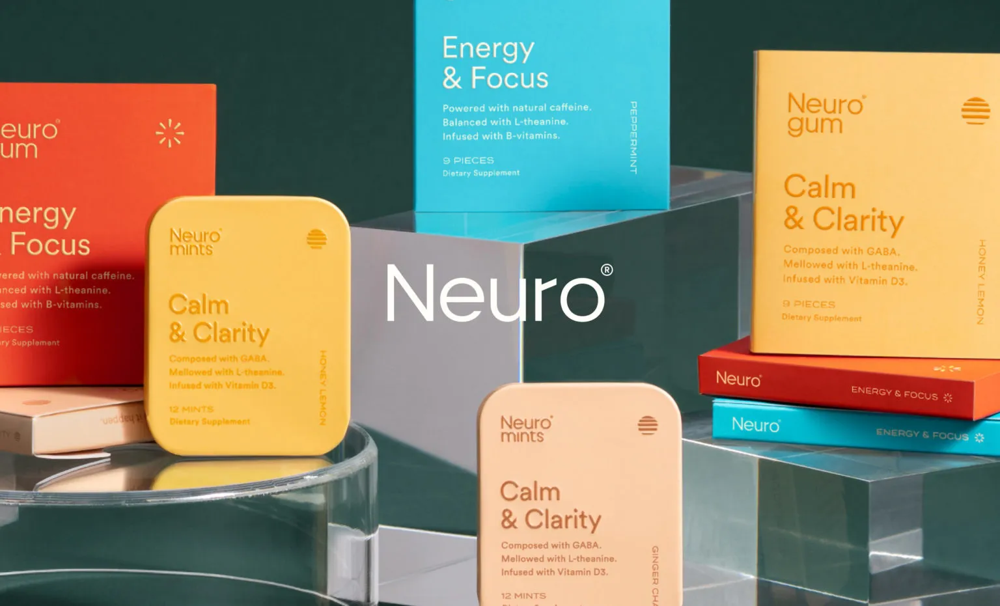 Energy
& Focus
Powered with natural caffeine.
Balanced with L-theanine.
Infused with B-vitamins.
9 PIECES
Dietary Supplement
PEPPERMINT
Neuro®
gum
Calm
& Clarity
Composed with GABA.
Mellowed with L-theanine.
Infused with Vitamin D3.
9 PIECES
Dietary Supplement
HONEY LEMON
euro®
um
nergy
Focus
ered with natural caffeine.
anced with L-theanine.
sed with B-vitamins.
IECES
ry Supplement
Neuro®
mints
Calm
& Clarity
Composed with GABA.
Mellowed with L-theanine.
Infused with Vitamin D3.
12 MINTS
Dietary Supplement
HONEY LEMON
Neuro®
Neuro®
ENERGY & FOCUS
Neuro®
ENERGY & FOCUS
it happen.
Neuro®
mints
Calm
& Clarity
Composed with GABA.
Mellowed with L-theanine.
Infused with Vitamin D3.
12 MINTS
GINGER CHA